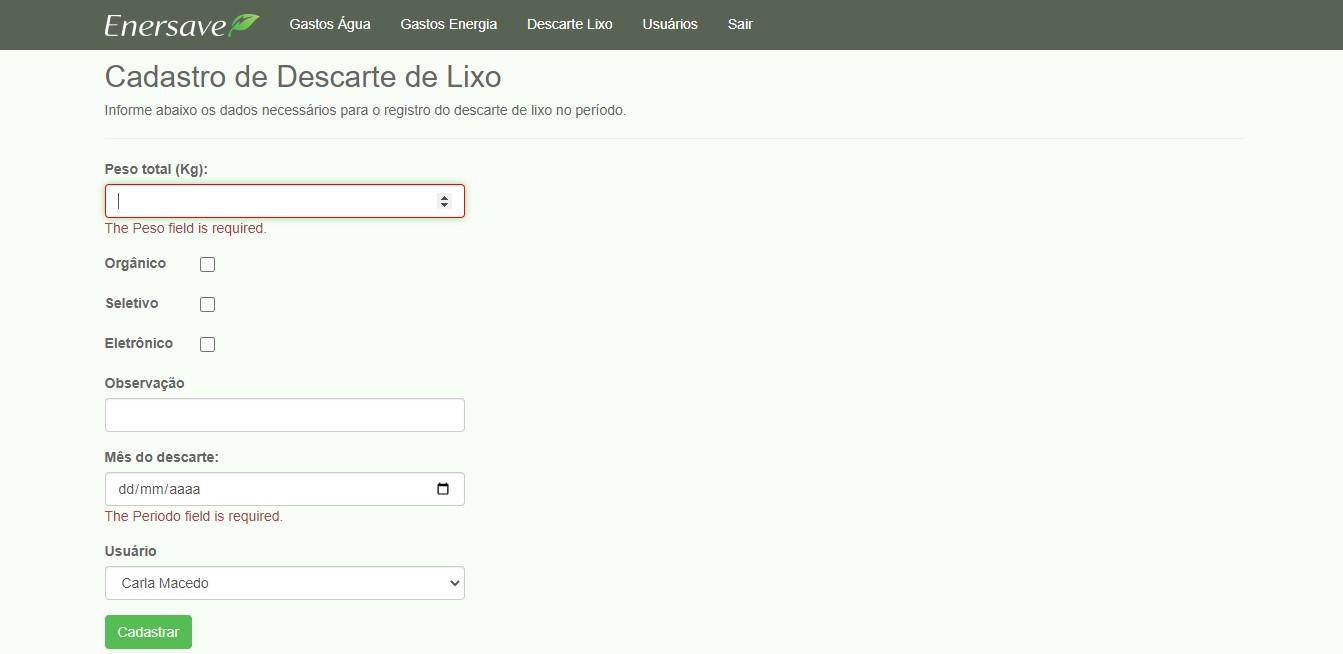 Enersave Gastos Água Gastos Energia Descarte Lixo Usuários Sair
Cadastro de Descarte de Lixo
Informe abaixo os dados necessários para o registro do descarte de lixo no período.
Peso total (Kg):
The Peso field is required.
Orgânico
Seletivo
Eletrônico
Observação
Mês do descarte:
dd/mm/aaaa
The Periodo field is required.
Usuário
Carla Macedo
Cadastrar